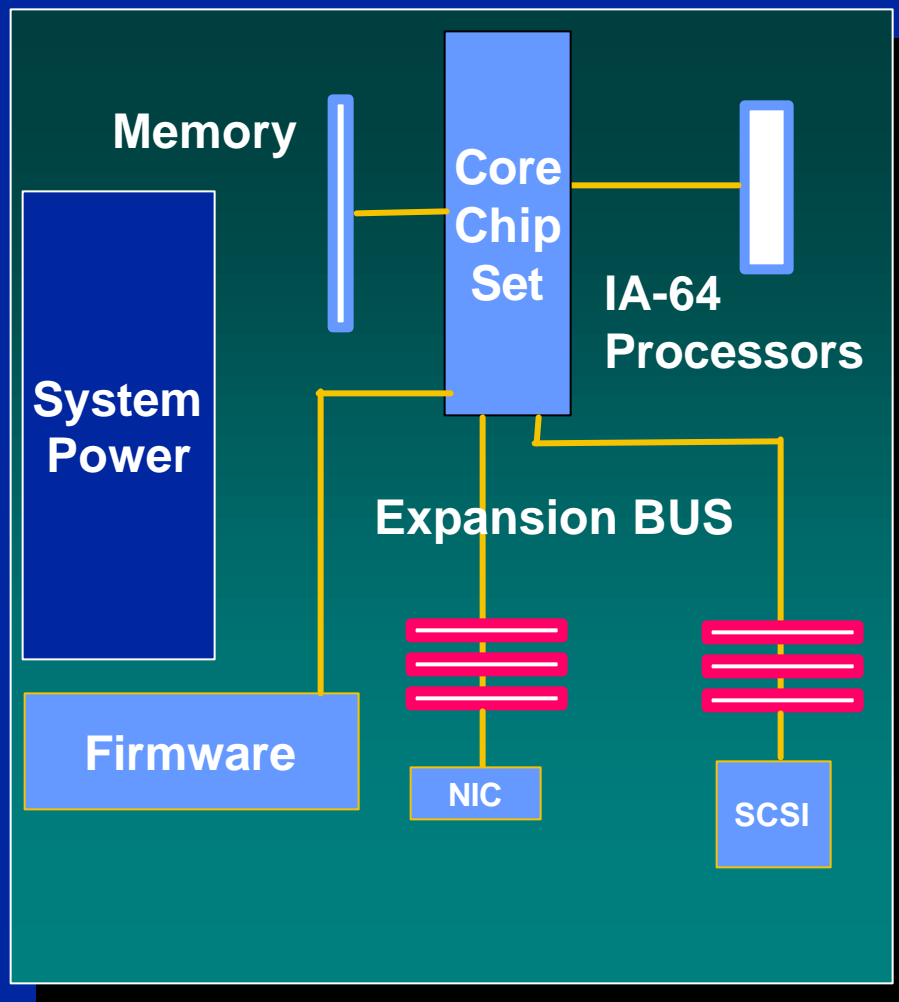 Memory
Core
Chip
Set
IA-64
Processors
System
Power
Expansion BUS
Firmware
NIC
SCSI